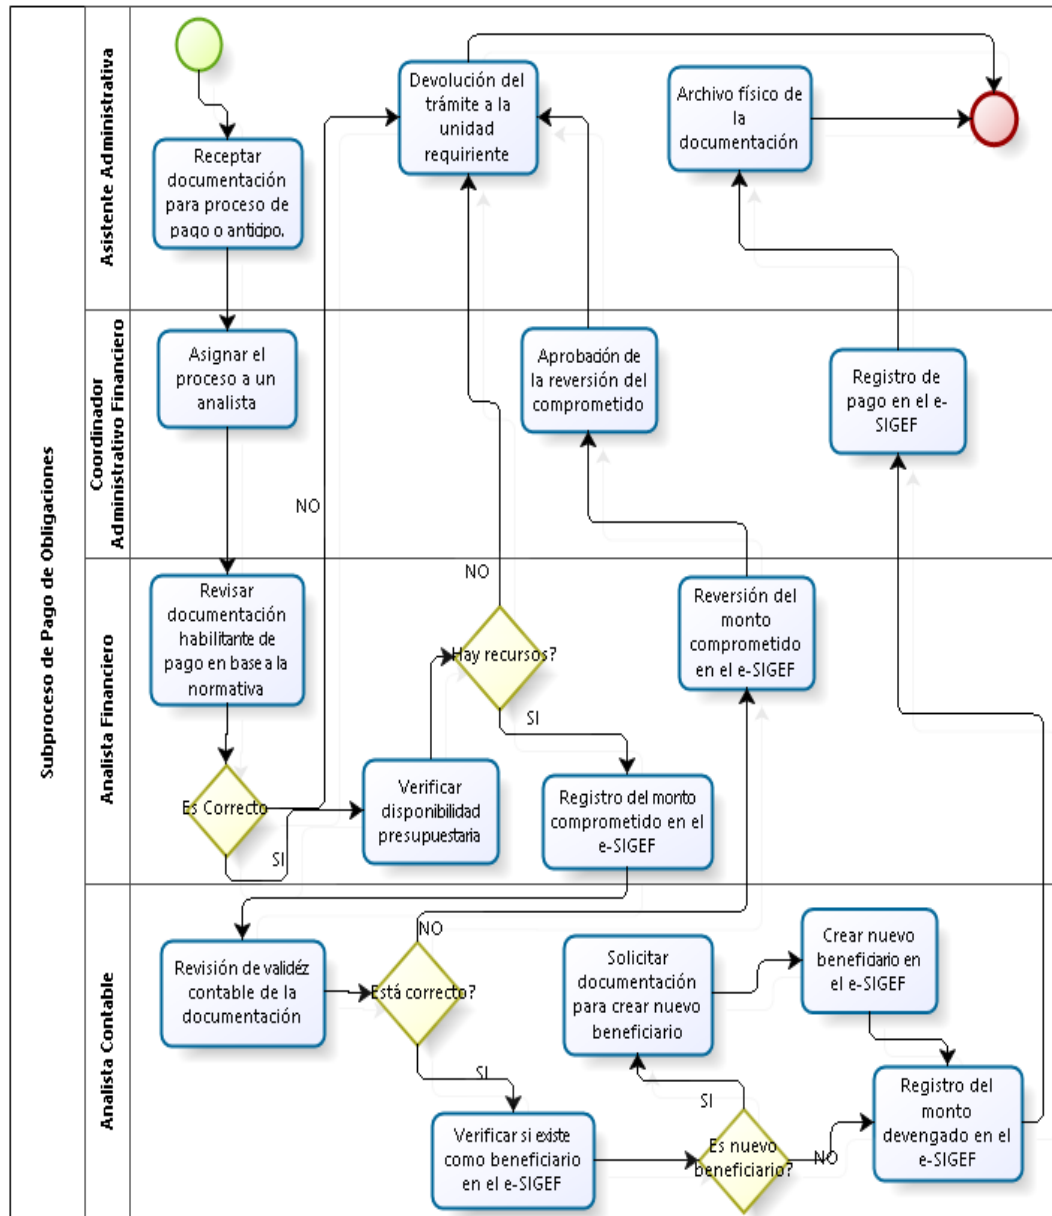 Subproceso de Pago de Obligaciones
Asistente Administrativa
Receptar
documentación
para proceso de
pago o anticipo.
Devolución del
trámite a la
unidad
requiriente
Archivo físico de
la
documentación
Coordinador
Administrativo Financiero
Asignar el
proceso a un
analista
Aprobación de
la reversión del
comprometido
Registro de
pago en el e-
SIGEF
NO
Analista Financiero
Revisar
documentación
habilitante de
pago en base a la
normativa
NO
Hay recursos?
SI
Reversión del
monto
comprometido
en el e-SIGEF
Es Correcto
SI
Verificar
disponibilidad
presupuestaria
Registro del monto
comprometido en el
e-SIGEF
Analista Contable
Revisión de validéz
contable de la
documentación
NO
Está correcto?
SI
Solicitar
documentación
para crear nuevo
beneficiario
Crear nuevo
beneficiario en
el e-SIGEF
Verificar si existe
como beneficiario
en el e-SIGEF
SI
Es nuevo
beneficiario?
NO
Registro del
monto
devengado en el
e-SIGEF